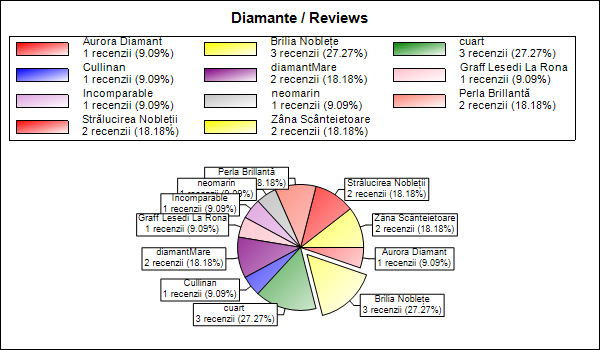 Diamante / Reviews
Aurora Diamant
1 recenzii (9.09%)
Brilia Noblețe
3 recenzii (27.27%)
cuart
3 recenzii (27.27%)
Cullinan
1 recenzii (9.09%)
diamantMare
2 recenzii (18.18%)
Graff Lesedi La Rona
1 recenzii (9.09%)
Incomparable
1 recenzii (9.09%)
neomarin
1 recenzii (9.09%)
Perla Brillantă
2 recenzii (18.18%)
Strălucirea Nobleții
2 recenzii (18.18%)
Zâna Scânteietoare
2 recenzii (18.18%)
Perla Brillantă
8.18%)
neomarin
1 recenzii (9.09%)
Incomparable
1 recenzii (9.09%)
Graff Lesedi La Rona
1 recenzii (9.09%)
diamantMare
2 recenzii (18.18%)
Cullinan
1 recenzii (9.09%)
cuart
3 recenzii (27.27%)
Strălucirea Nobleții
2 recenzii (18.18%)
Zâna Scânteietoare
2 recenzii (18.18%)
Aurora Diamant
1 recenzii (9.09%)
Brilia Noblețe
3 recenzii (27.27%)